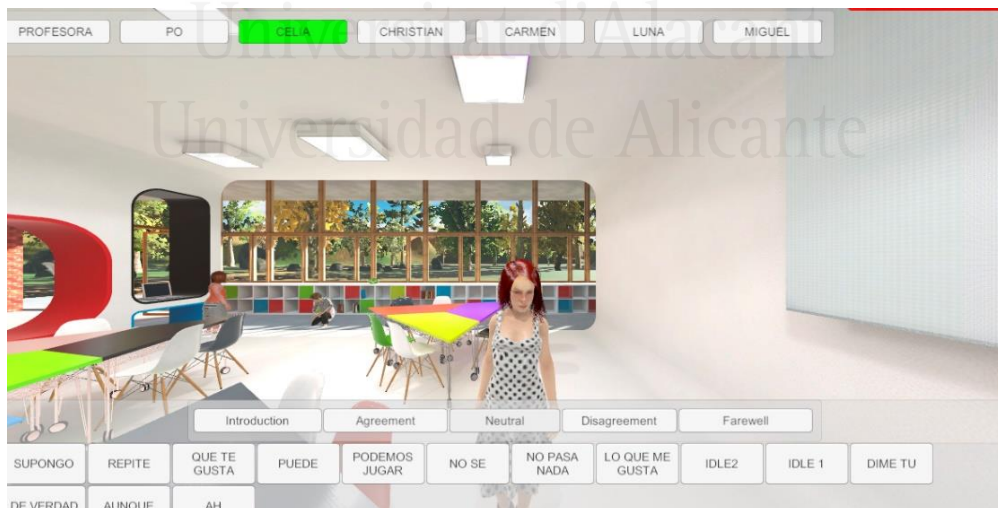 PROFESORA PO CELIA CHRISTIAN CARMEN LUNA MIGUEL
Universitat d'Alacant
Universidad de Alicante
Introduction Agreement Neutral Disagreement Farewell
SUPONGO REPITE QUE TE GUSTA PUEDE PODEMOS JUGAR NO SE NO PASA NADA LO QUE ME GUSTA IDLE2 IDLE 1 DIME TU
DE VERDAD AUNQUE AH